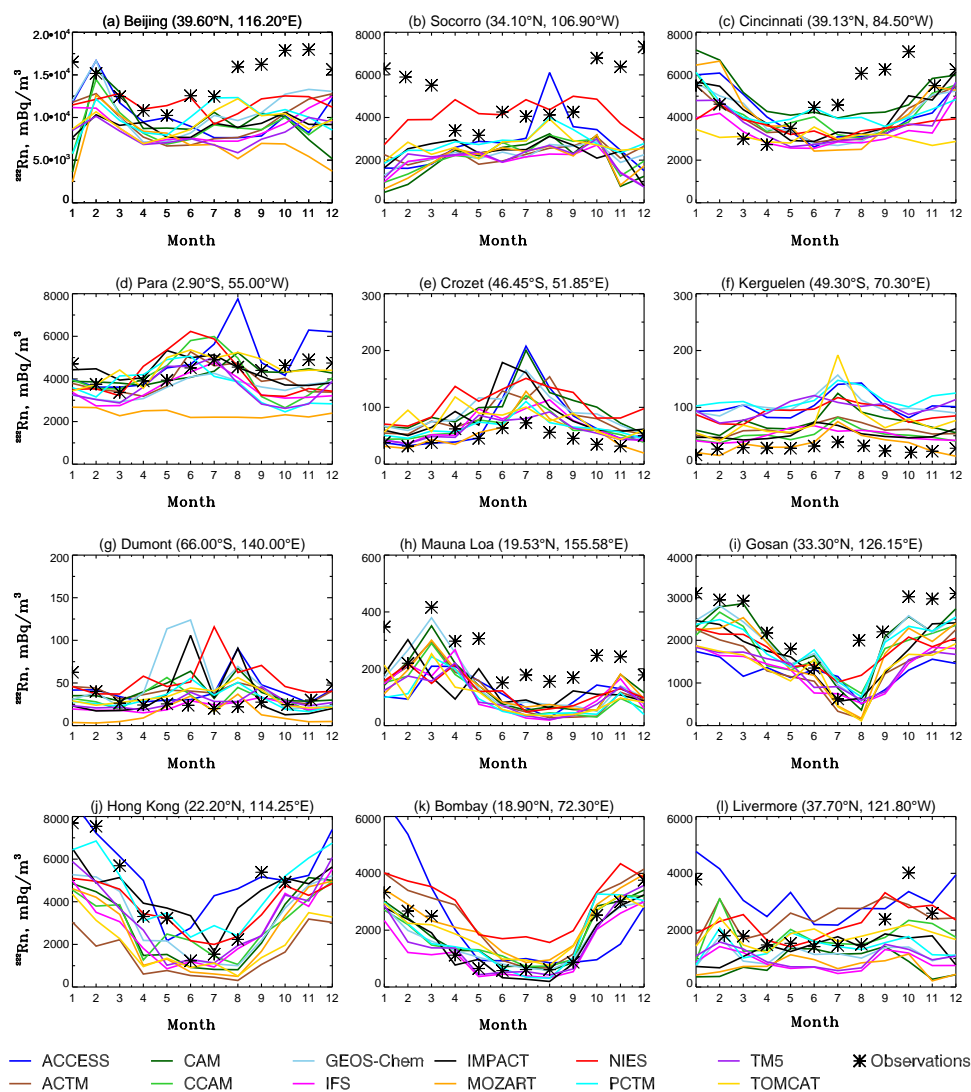 (a) Beijing (39.60°N, 116.20°E)
(b) Socorro (34.10°N, 106.90°W)
(c) Cincinnati (39.13°N, 84.50°W)
²²²Rn, mBq/m³
2.0•10⁴
1.5•10⁴
1.0•10⁴
5.0•10³
0
8000
6000
4000
2000
0
8000
6000
4000
2000
0
1 2 3 4 5 6 7 8 9 10 11 12
1 2 3 4 5 6 7 8 9 10 11 12
1 2 3 4 5 6 7 8 9 10 11 12
Month
Month
Month
(d) Para (2.90°S, 55.00°W)
(e) Crozet (46.45°S, 51.85°E)
(f) Kerguelen (49.30°S, 70.30°E)
²²²Rn, mBq/m³
8000
6000
4000
2000
0
300
200
100
0
300
200
100
0
1 2 3 4 5 6 7 8 9 10 11 12
1 2 3 4 5 6 7 8 9 10 11 12
1 2 3 4 5 6 7 8 9 10 11 12
Month
Month
Month
(g) Dumont (66.00°S, 140.00°E)
(h) Mauna Loa (19.53°N, 155.58°E)
(i) Gosan (33.30°N, 126.15°E)
²²²Rn, mBq/m³
200
150
100
50
0
600
400
200
0
4000
3000
2000
1000
0
1 2 3 4 5 6 7 8 9 10 11 12
1 2 3 4 5 6 7 8 9 10 11 12
1 2 3 4 5 6 7 8 9 10 11 12
Month
Month
Month
(j) Hong Kong (22.20°N, 114.25°E)
(k) Bombay (18.90°N, 72.30°E)
(l) Livermore (37.70°N, 121.80°W)
²²²Rn, mBq/m³
8000
6000
4000
2000
0
8000
6000
4000
2000
0
6000
4000
2000
0
1 2 3 4 5 6 7 8 9 10 11 12
1 2 3 4 5 6 7 8 9 10 11 12
1 2 3 4 5 6 7 8 9 10 11 12
Month
Month
Month
ACCESS CAM GEOS-Chem IMPACT NIES TM5 Observations
ACTM CCAM IFS MOZART PCTM TOMCAT